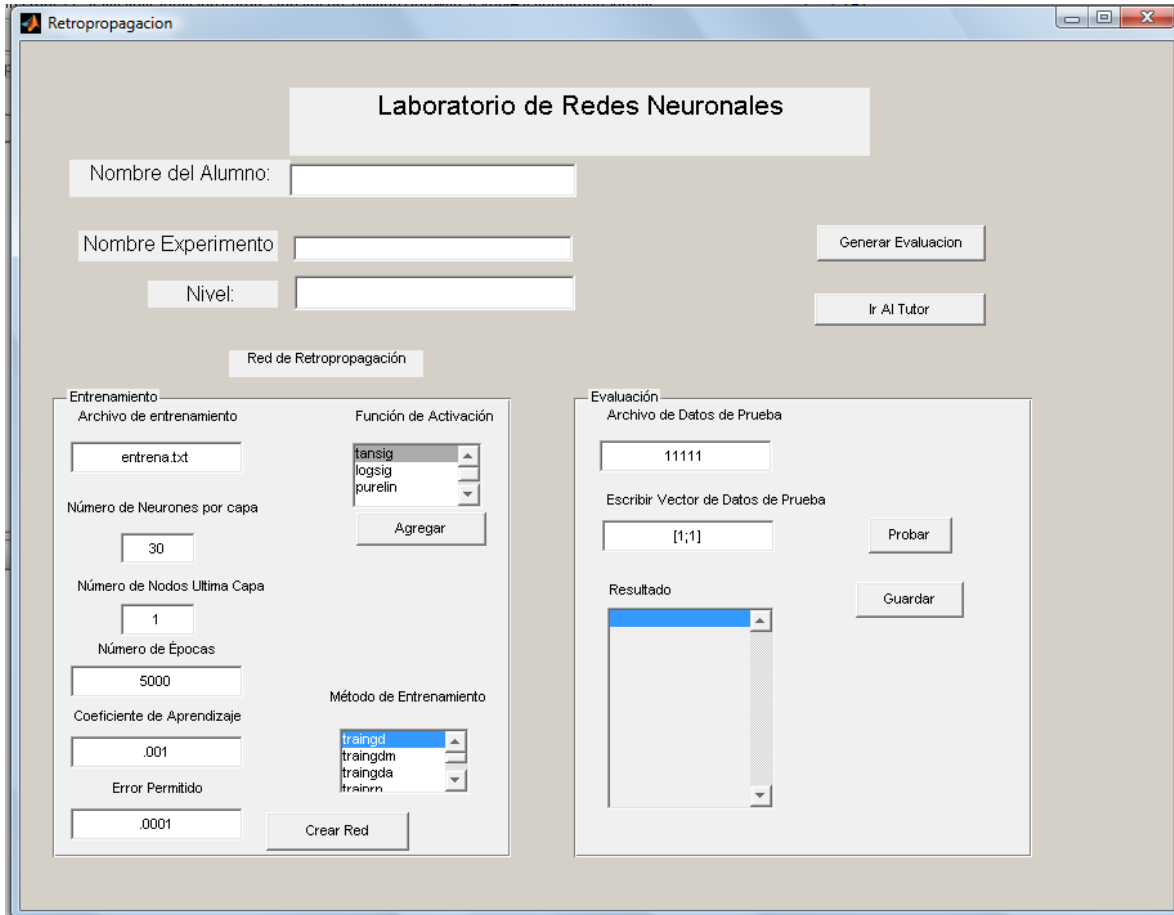 Retropropagacion
Laboratorio de Redes Neuronales
Nombre del Alumno:
Nombre Experimento
Generar Evaluacion
Nivel:
Ir Al Tutor
Red de Retropropagación
Entrenamiento
Archivo de entrenamiento
Función de Activación
entrena.txt
tansig
logsig
purelin
Agregar
Número de Neurones por capa
30
Número de Nodos Ultima Capa
1
Número de Épocas
5000
Método de Entrenamiento
Coeficiente de Aprendizaje
.001
traingd
traingdm
traingda
trainrp
Error Permitido
.0001
Crear Red
Evaluación
Archivo de Datos de Prueba
11111
Escribir Vector de Datos de Prueba
[1;1]
Probar
Resultado
Guardar